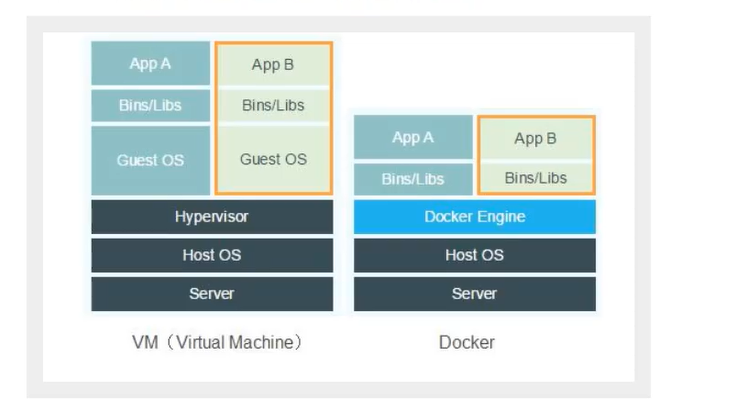 App A
App B
Bins/Libs
Bins/Libs
Guest OS
Guest OS
Hypervisor
Host OS
Server
VM（Virtual Machine）
App A
App B
Bins/Libs
Bins/Libs
Docker Engine
Host OS
Server
Docker